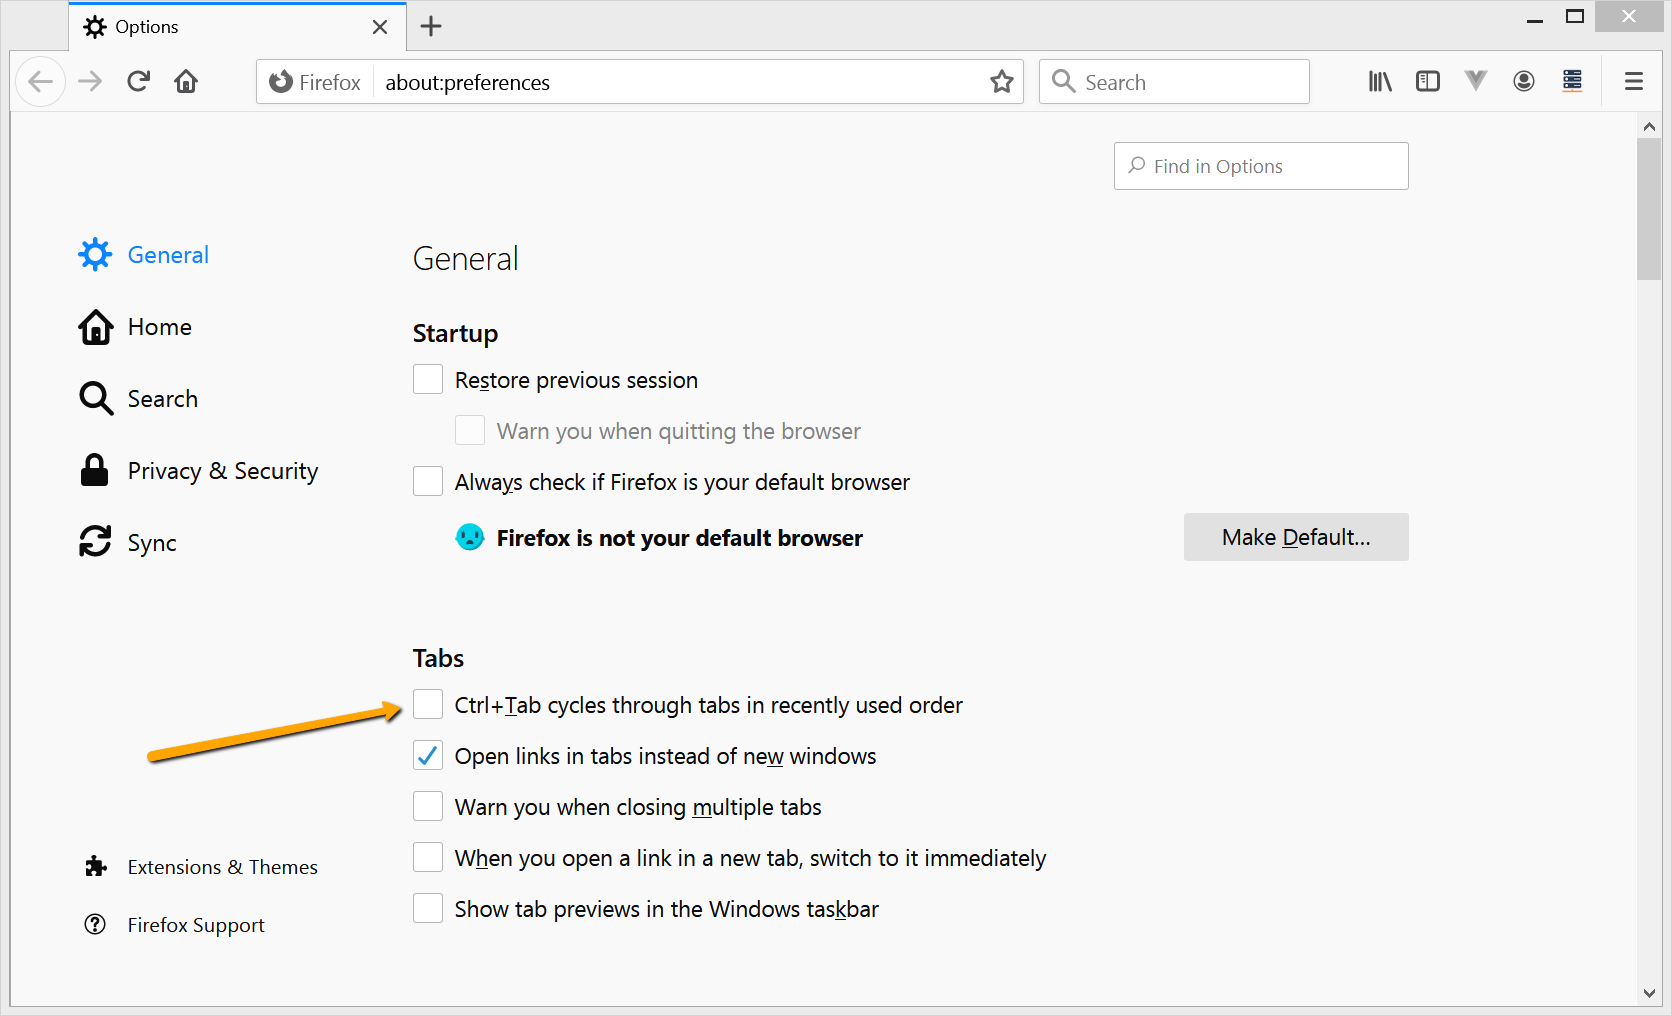 Options
Firefox about:preferences
Search
Find in Options
General
Home
Search
Privacy & Security
Sync
Extensions & Themes
Firefox Support
General
Startup
Restore previous session
Warn you when quitting the browser
Always check if Firefox is your default browser
Firefox is not your default browser
Make Default...
Tabs
Ctrl+Tab cycles through tabs in recently used order
Open links in tabs instead of new windows
Warn you when closing multiple tabs
When you open a link in a new tab, switch to it immediately
Show tab previews in the Windows taskbar